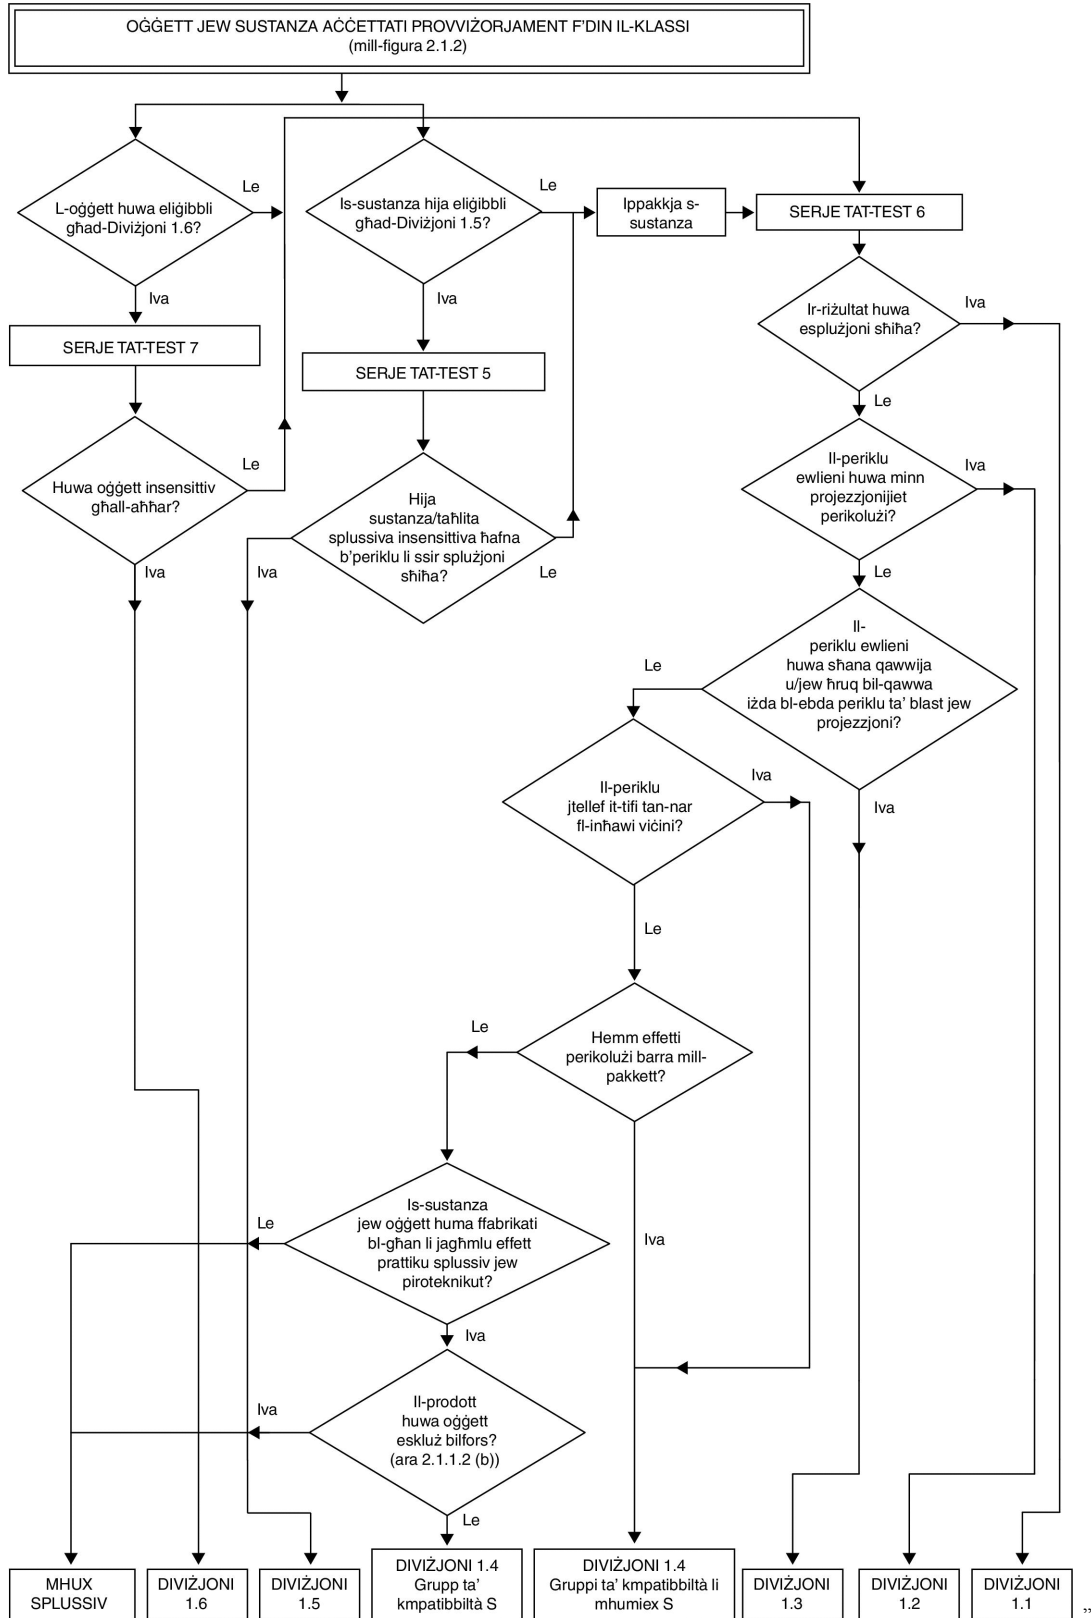 OĠĠETT JEW SUSTANZA AĊĊETTATI PROVVIŻORJAMENT F'DIN IL-KLASSI
(mill-figura 2.1.2)
Le
L-oġġett huwa eliġibbli
għad-Diviżjoni 1.6?
Iva
SERJE TAT-TEST 7
Le
Huwa oġġett insensittiv
għall-aħħar?
Iva
Le
Is-sustanza hija eliġibbli
għad-Diviżjoni 1.5?
Iva
SERJE TAT-TEST 5
Hija
sustanza/taħlita
splussiva insensittiva ħafna
b'periklu li ssir splużjoni
sħiħa?
Iva
Le
Ippakkja s-
sustanza
SERJE TAT-TEST 6
Ir-riżultat huwa
esplużjoni sħiħa?
Iva
Le
Il-periklu
ewlieni huwa minn
projezzjonijiet
perikolużi?
Iva
Le
Il-
periklu ewlieni
huwa sħana qawwija
u/jew ħruq bil-qawwa
iżda bl-ebda periklu ta' blast jew
projezzjoni?
Le
Iva
Il-periklu
jtellef it-tifi tan-nar
fl-inħawi viċini?
Iva
Le
Hemm effetti
perikolużi barra mill-
pakkett?
Le
Iva
Is-sustanza
jew oġġett huma ffabrikati
bl-għan li jagħmlu effett
prattiku splussiv jew
piroteknikut?
Le
Iva
Il-prodott
huwa oġġett
eskluż bilfors?
(ara 2.1.1.2 (b))
Iva
Le
MHUX
SPLUSSIV
DIVIŻJONI
1.6
DIVIŻJONI
1.5
DIVIŻJONI 1.4
Grupp ta'
kmpatibbiltà S
DIVIŻJONI 1.4
Gruppi ta' kmpatibbiltà li
mhumiex S
DIVIŻJONI
1.3
DIVIŻJONI
1.2
DIVIŻJONI
1.1
"